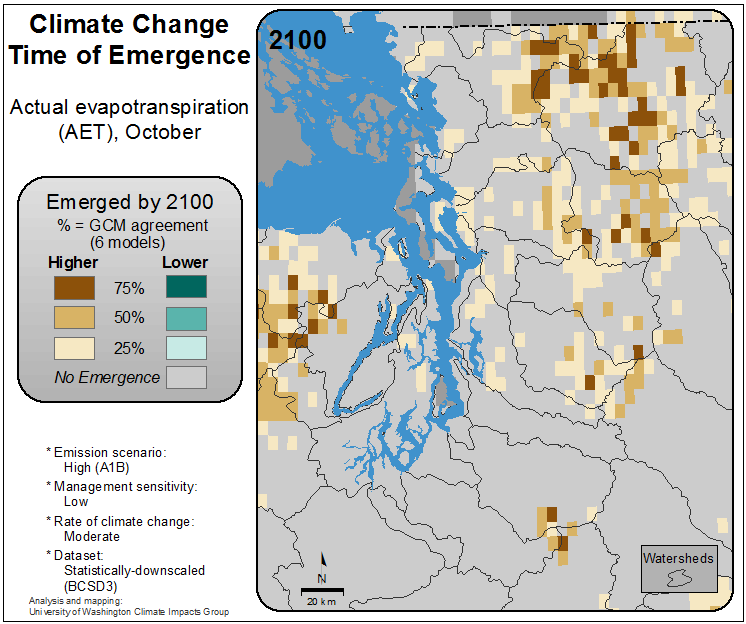 Climate Change
Time of Emergence
Actual evapotranspiration
(AET), October
Emerged by 2100
% = GCM agreement
(6 models)
Higher Lower
75%
50%
25%
No Emergence
* Emission scenario:
High (A1B)
* Management sensitivity:
Low
* Rate of climate change:
Moderate
* Dataset:
Statistically-downscaled
(BCSD3)
Analysis and mapping:
University of Washington Climate Impacts Group
2100
N
20 km
Watersheds